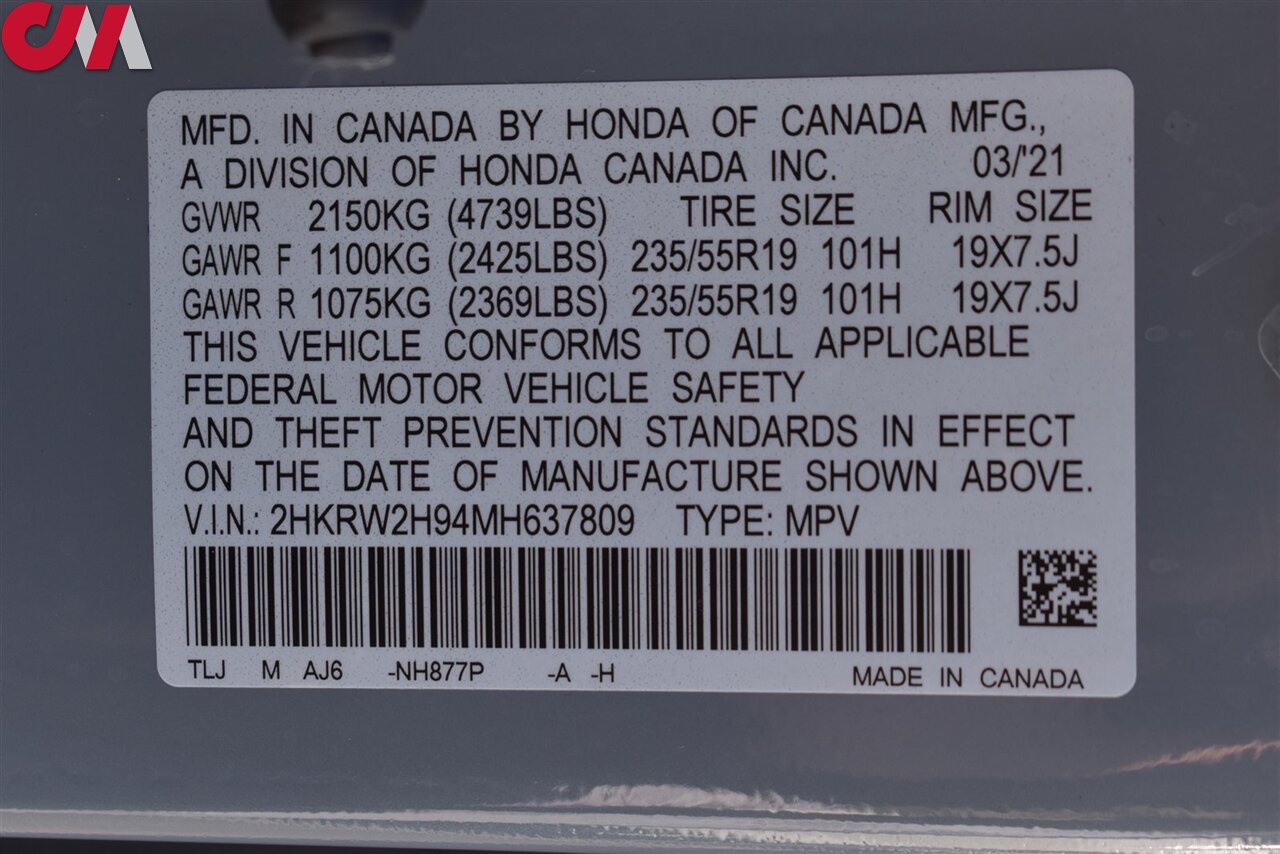 CMA
MFD. IN CANADA BY HONDA OF CANADA MFG.,
A DIVISION OF HONDA CANADA INC. 03/'21
GVWR 2150KG (4739LBS) TIRE SIZE RIM SIZE
GAWR F 1100KG (2425LBS) 235/55R19 101H 19X7.5J
GAWR R 1075KG (2369LBS) 235/55R19 101H 19X7.5J
THIS VEHICLE CONFORMS TO ALL APPLICABLE
FEDERAL MOTOR VEHICLE SAFETY
AND THEFT PREVENTION STANDARDS IN EFFECT
ON THE DATE OF MANUFACTURE SHOWN ABOVE.
V.I.N.: 2HKRW2H94MH637809 TYPE: MPV
TLJ M AJ6 -NH877P -A -H MADE IN CANADA